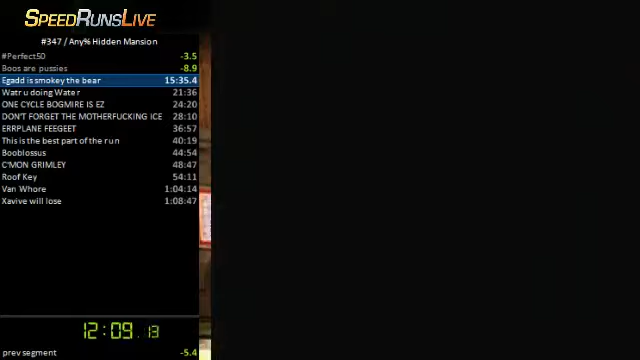 SPEEDRUNSLIVE
#347 / Any% Hidden Mansion
#Perfect50 -3.5
Boos are pussies -8.9
Egadd is smokey the bear 15:35.4
Watr u doing Water 21:36
ONE CYCLE BOGMIRE IS EZ 24:20
DON'T FORGET THE MOTHERFUCKING ICE 28:10
ERRPLANE FEEGEET 36:57
This is the best part of the run 40:19
Booblossus 44:54
C'MON GRIMLEY 48:47
Roof Key 54:11
Van Whore 1:04:14
Xavive will lose 1:08:47
12:09.13
prev segment -5.4